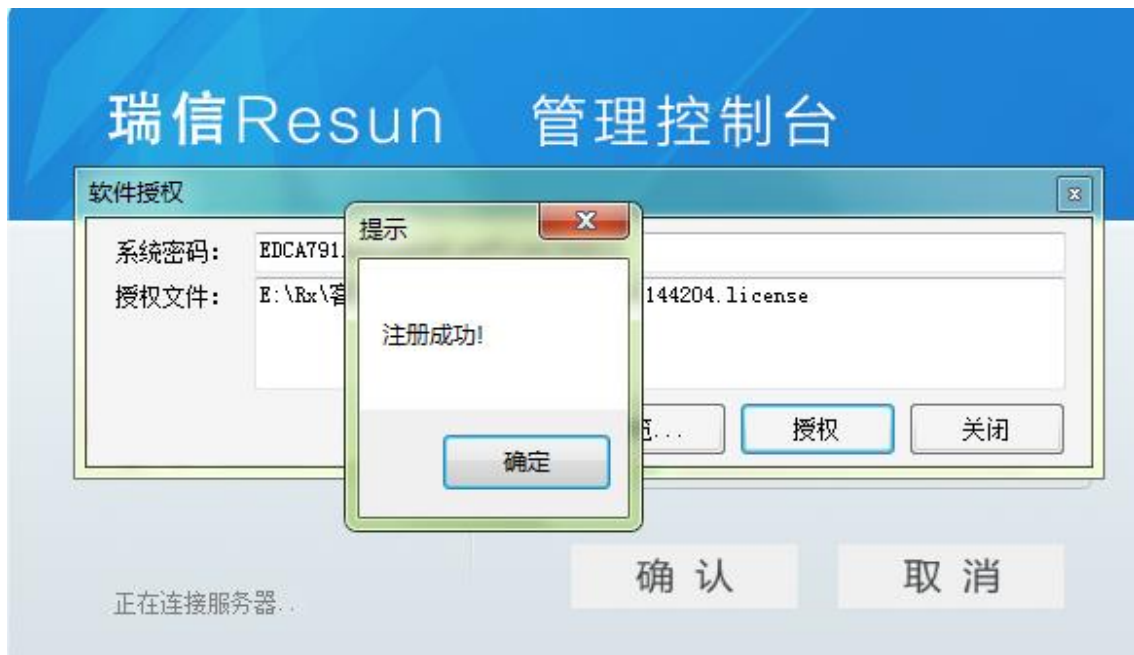 瑞信Resun 管理控制台
软件授权
提示
系统密码: EDCA791
授权文件: E:\Rx\客 144204.license
注册成功!
... 授权 关闭
确定
确认 取消
正在连接服务器..